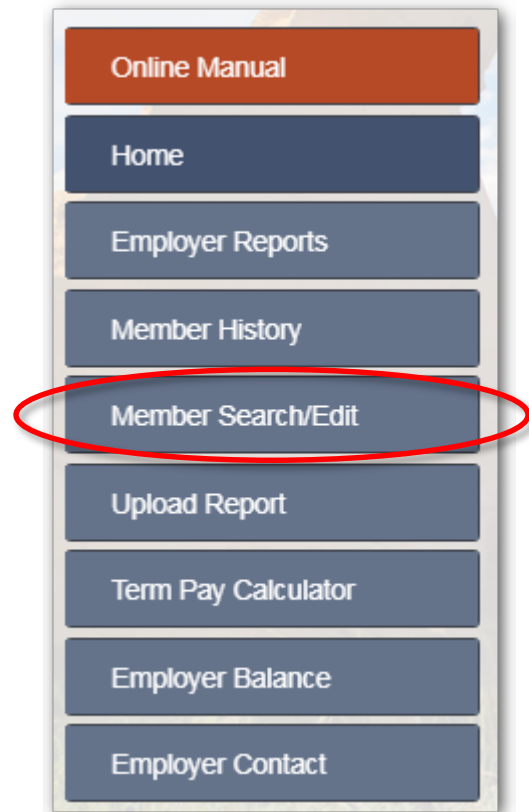 Online Manual
Home
Employer Reports
Member History
Member Search/Edit
Upload Report
Term Pay Calculator
Employer Balance
Employer Contact